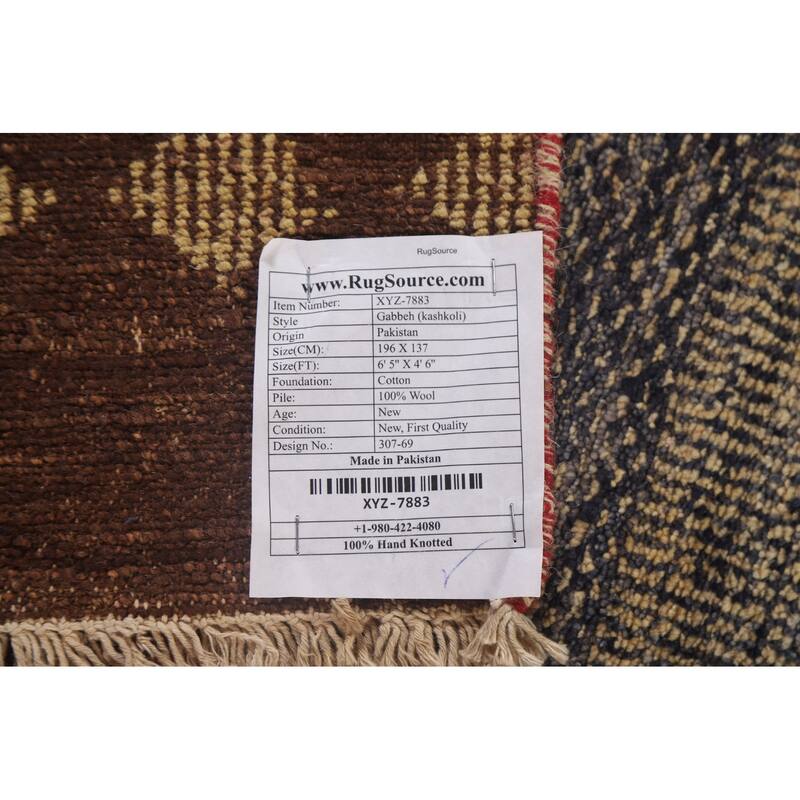 RugSource
www.RugSource.com
Item Number: XYZ-7883
Style Gabbeh (kashkoli)
Origin Pakistan
Size(CM): 196 X 137
Size(FT): 6' 5" X 4' 6"
Foundation: Cotton
Pile: 100% Wool
Age: New
Condition: New, First Quality
Design No.: 307-69
Made in Pakistan
XYZ-7883
+1-980-422-4080
100% Hand Knotted